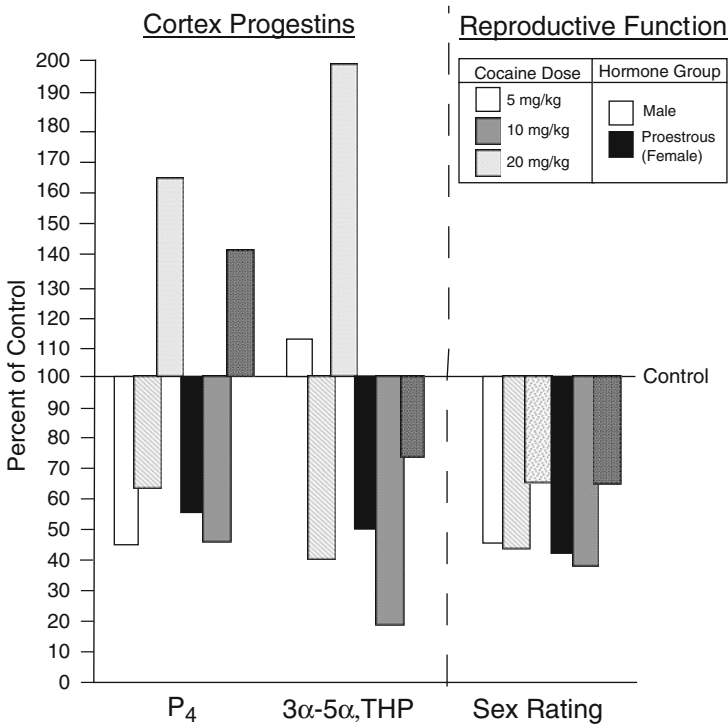 Cortex Progestins
Reproductive Function
Cocaine Dose
Hormone Group
5 mg/kg
10 mg/kg
20 mg/kg
Male
Proestrous
(Female)
Percent of Control
200
190
180
170
160
150
140
130
120
110
100
90
80
70
60
50
40
30
20
10
0
Control
P4
3α-5α,THP
Sex Rating